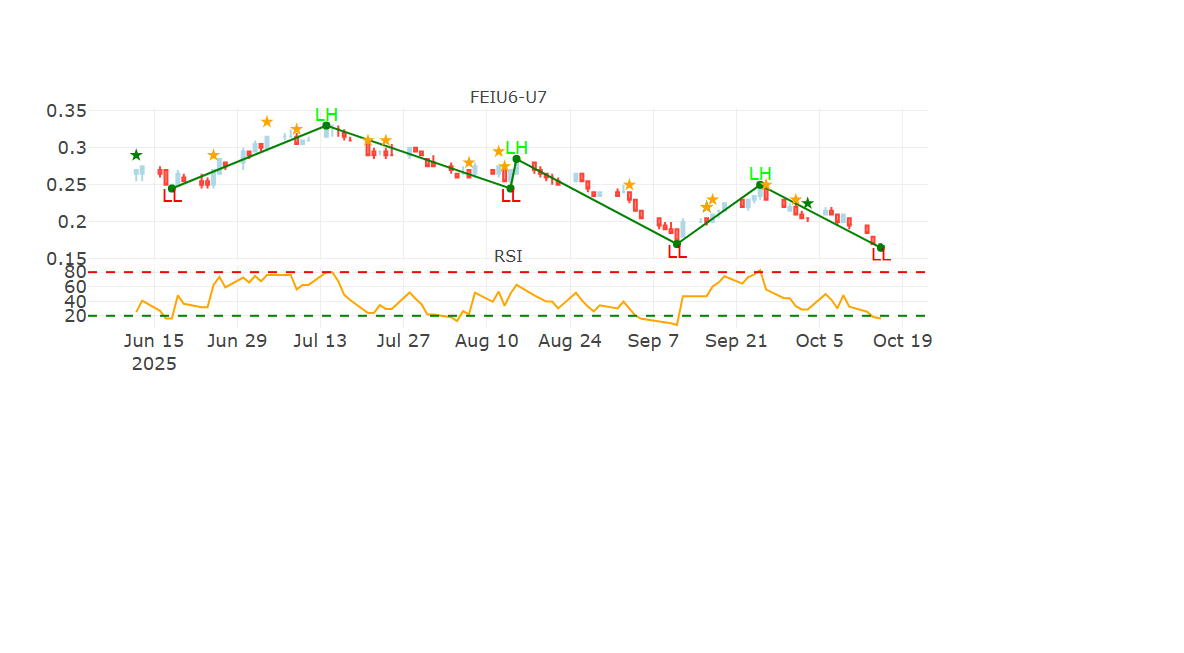 FEIU6-U7
0.35
0.3
0.25
0.2
0.15
LH
LL
LL
LH
LL
LH
LL
RSI
80
60
40
20
Jun 15
2025
Jun 29
Jul 13
Jul 27
Aug 10
Aug 24
Sep 7
Sep 21
Oct 5
Oct 19